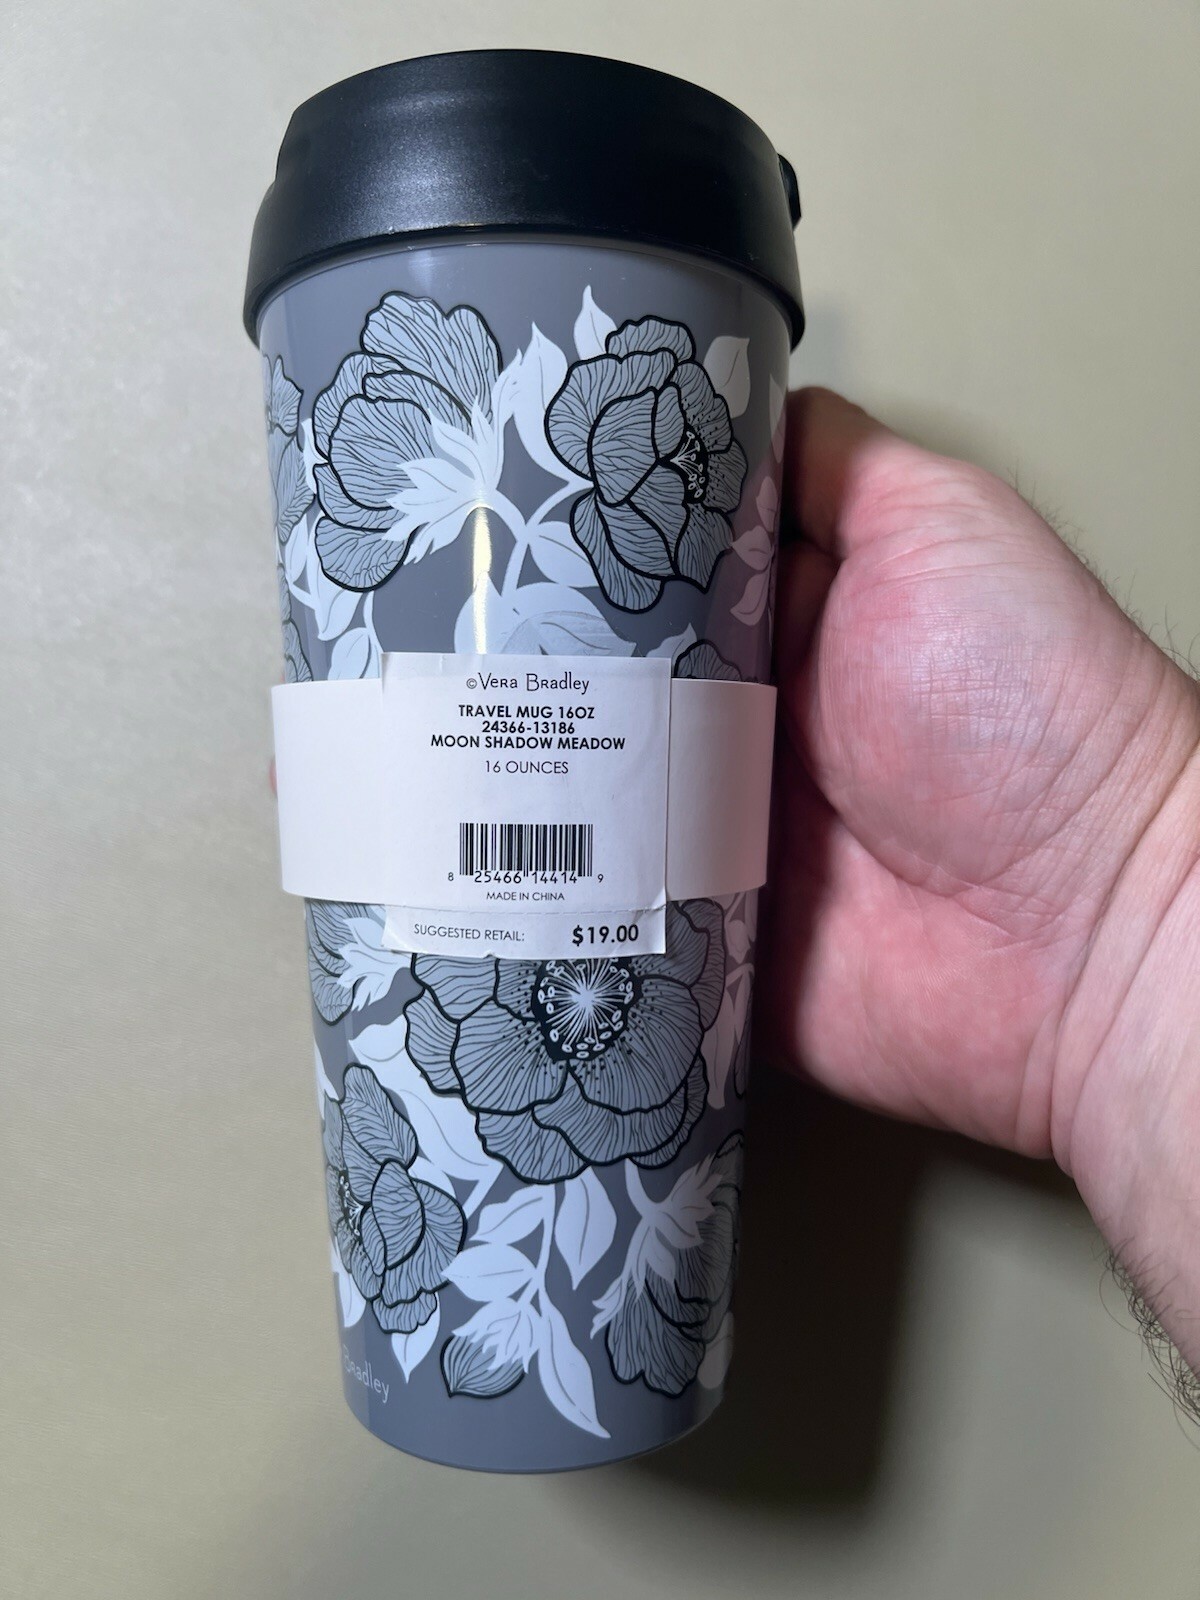 ©Vera Bradley
TRAVEL MUG 16OZ
24366-13186
MOON SHADOW MEADOW
16 OUNCES
8 25466 14414 9
MADE IN CHINA
SUGGESTED RETAIL: $19.00
Bradley